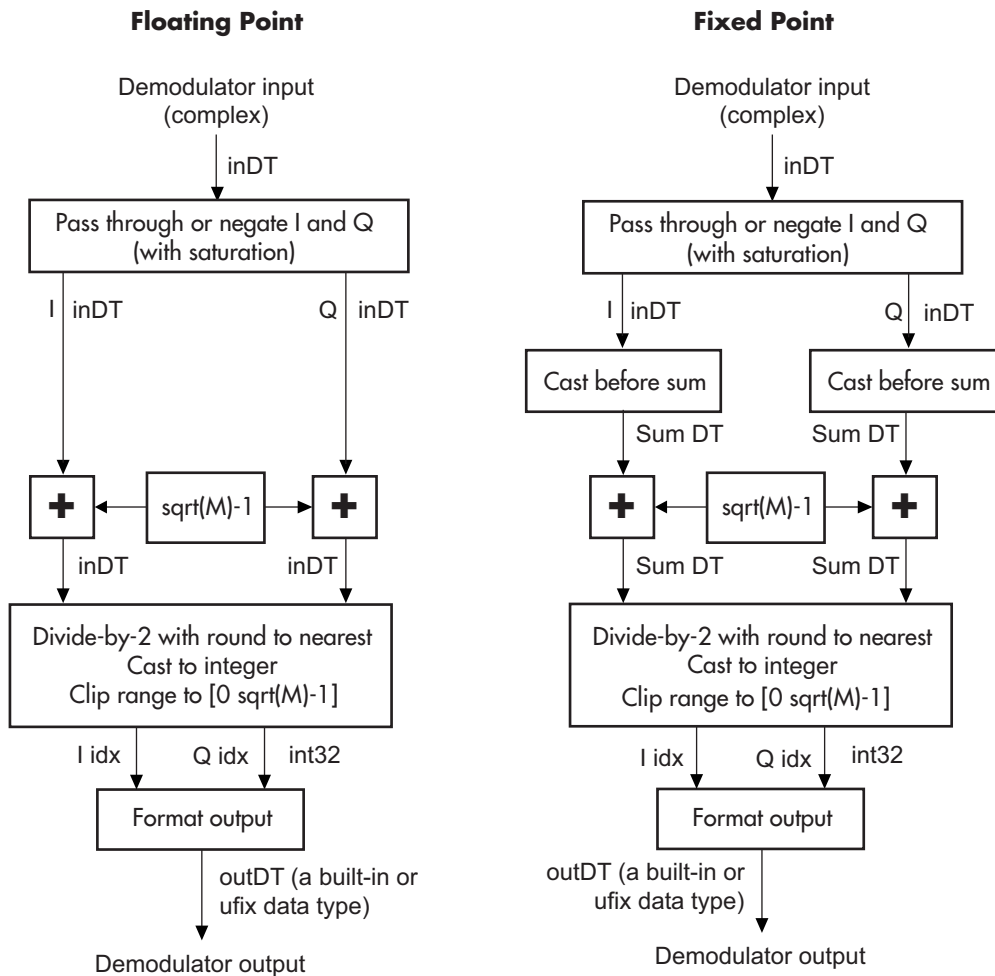 Floating Point
Demodulator input
(complex)
inDT
Pass through or negate I and Q
(with saturation)
I
inDT
Q
inDT
+
sqrt(M)-1
+
inDT
inDT
Divide-by-2 with round to nearest
Cast to integer
Clip range to [0 sqrt(M)-1]
I idx
Q idx
int32
Format output
outDT (a built-in or
ufix data type)
Demodulator output
Fixed Point
Demodulator input
(complex)
inDT
Pass through or negate I and Q
(with saturation)
I
inDT
Q
inDT
Cast before sum
Cast before sum
Sum DT
Sum DT
+
sqrt(M)-1
+
Sum DT
Sum DT
Divide-by-2 with round to nearest
Cast to integer
Clip range to [0 sqrt(M)-1]
I idx
Q idx
int32
Format output
outDT (a built-in or
ufix data type)
Demodulator output